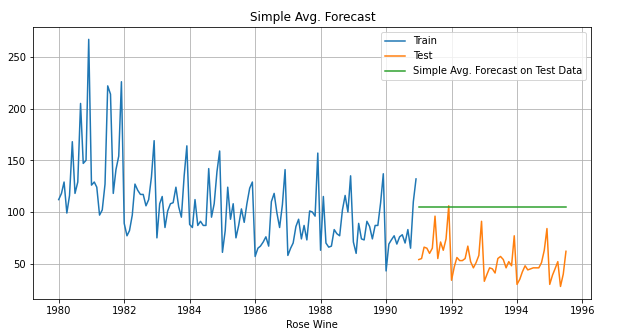 Simple Avg. Forecast
Train
Test
Simple Avg. Forecast on Test Data
250
200
150
100
50
1980 1982 1984 1986 1988 1990 1992 1994 1996
Rose Wine